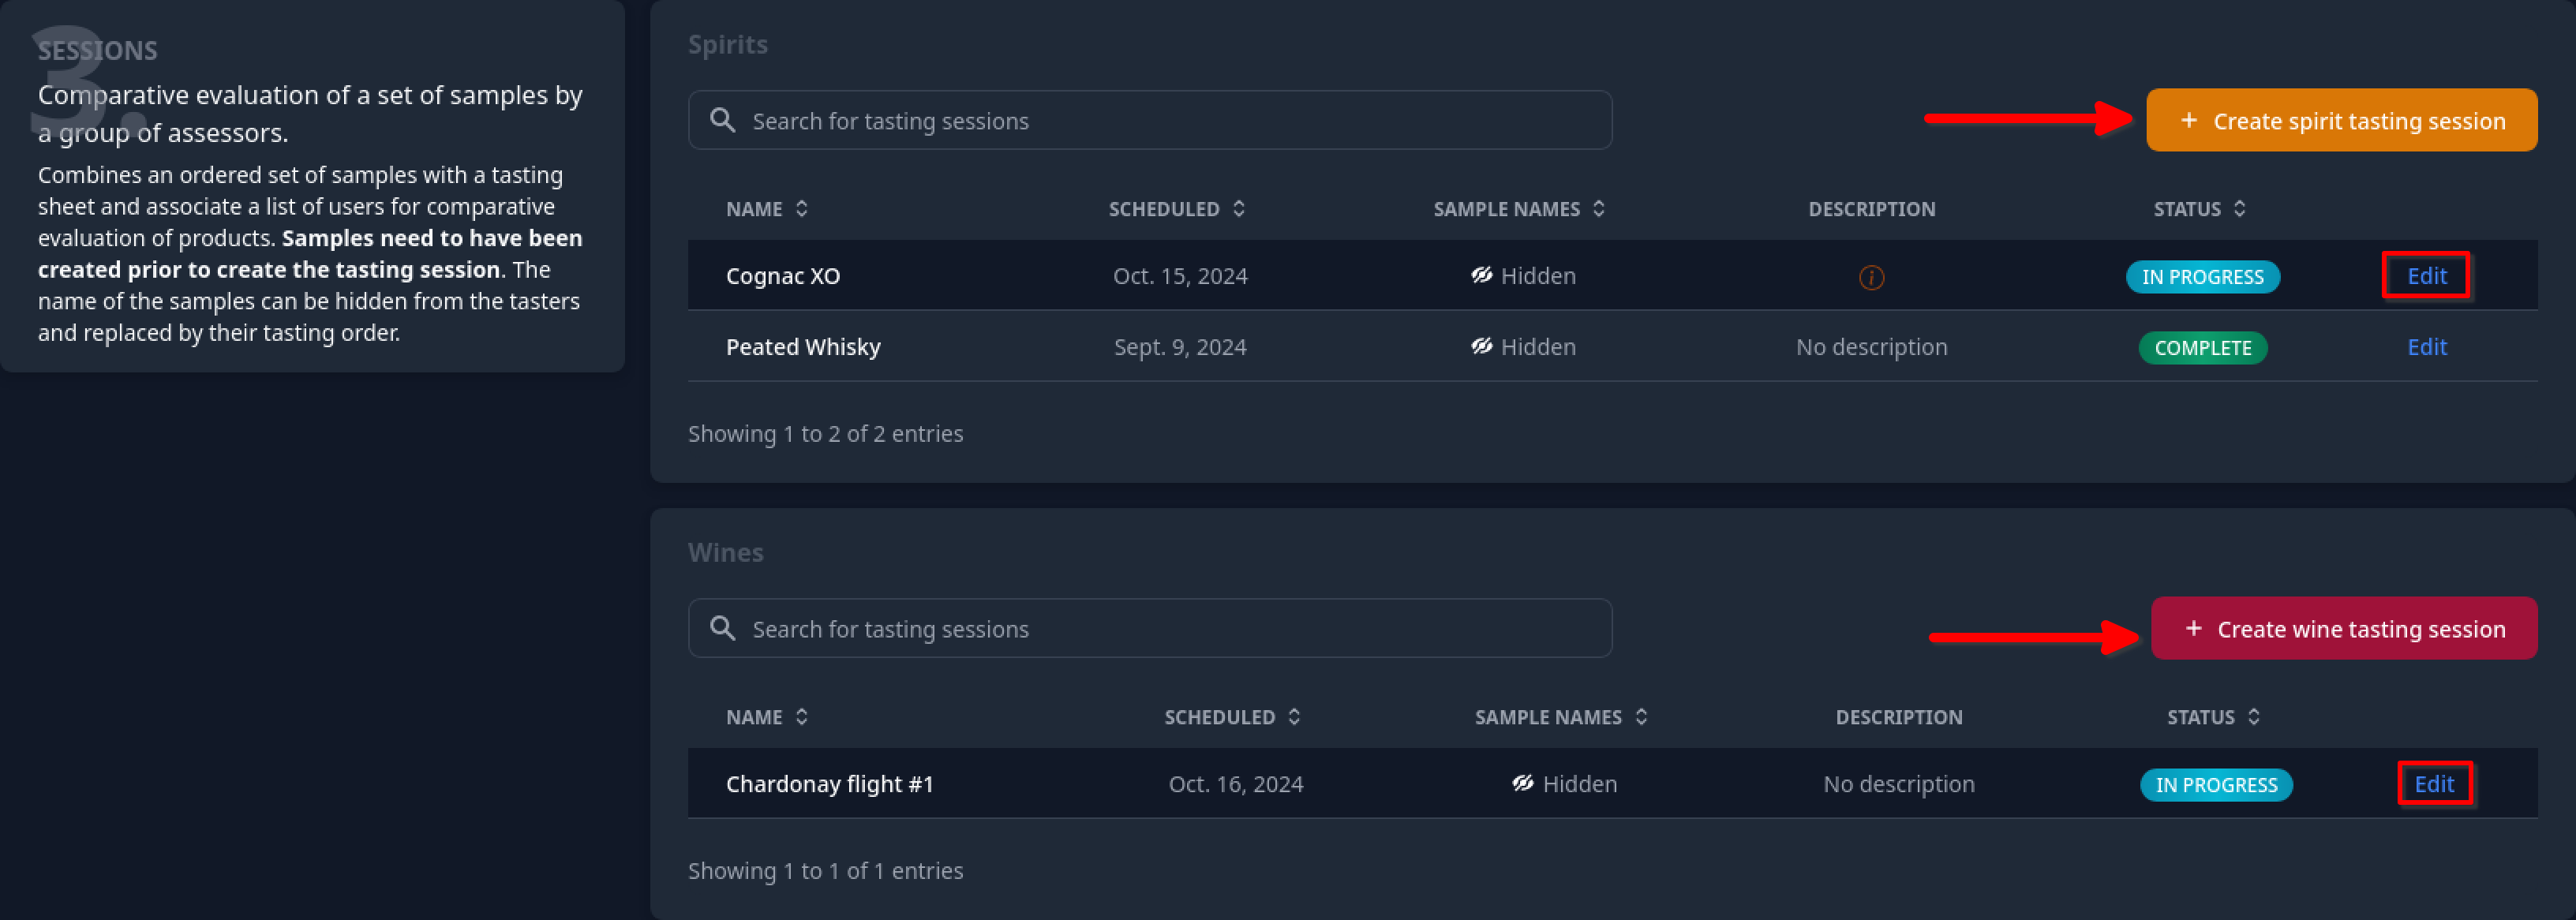 3.
SESSIONS
Comparative evaluation of a set of samples by
a group of assessors.
Combines an ordered set of samples with a tasting
sheet and associate a list of users for comparative
evaluation of products. Samples need to have been
created prior to create the tasting session. The
name of the samples can be hidden from the tasters
and replaced by their tasting order.
Spirits
Search for tasting sessions
+ Create spirit tasting session
NAME SCHEDULED SAMPLE NAMES DESCRIPTION STATUS
Cognac XO Oct. 15, 2024 Hidden i IN PROGRESS Edit
Peated Whisky Sept. 9, 2024 Hidden No description COMPLETE Edit
Showing 1 to 2 of 2 entries
Wines
Search for tasting sessions
+ Create wine tasting session
NAME SCHEDULED SAMPLE NAMES DESCRIPTION STATUS
Chardonay flight #1 Oct. 16, 2024 Hidden No description IN PROGRESS Edit
Showing 1 to 1 of 1 entries